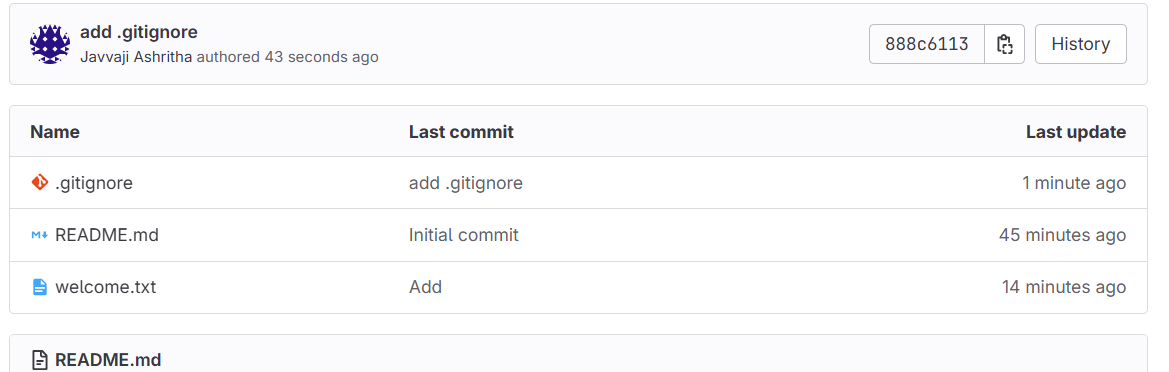 add .gitignore
Javvaji Ashritha authored 43 seconds ago
888c6113
History
Name Last commit Last update
.gitignore add .gitignore 1 minute ago
README.md Initial commit 45 minutes ago
welcome.txt Add 14 minutes ago
README.md